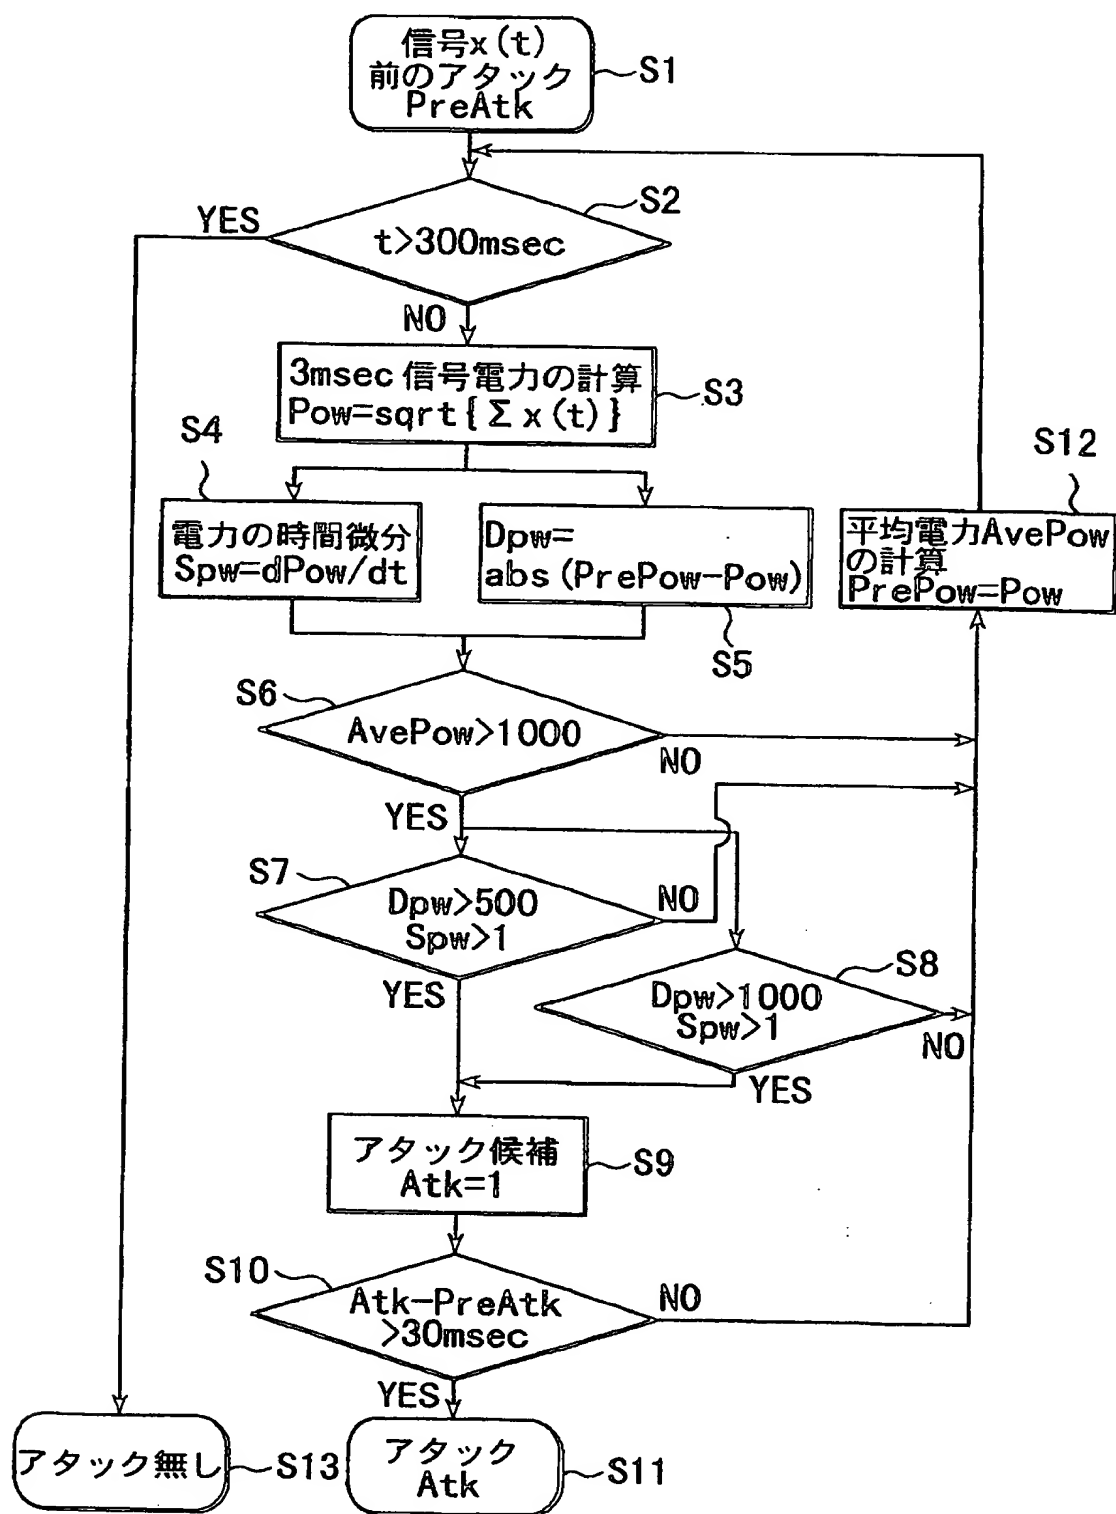 信号x(t)
前のアタック
PreAtk
S1
S2
YES
t>300msec
NO
3msec 信号電力の計算
Pow=sqrt{Σx(t)}
S3
S4
電力の時間微分
Spw=dPow/dt
Dpw=
abs(PrePow-Pow)
S5
S12
平均電力AvePow
の計算
PrePow=Pow
S6
AvePow>1000
NO
YES
S7
Dpw>500
Spw>1
NO
YES
S8
Dpw>1000
Spw>1
NO
YES
アタック候補
Atk=1
S9
S10
Atk-PreAtk
>30msec
NO
YES
アタック無し
S13
アタック
Atk
S11